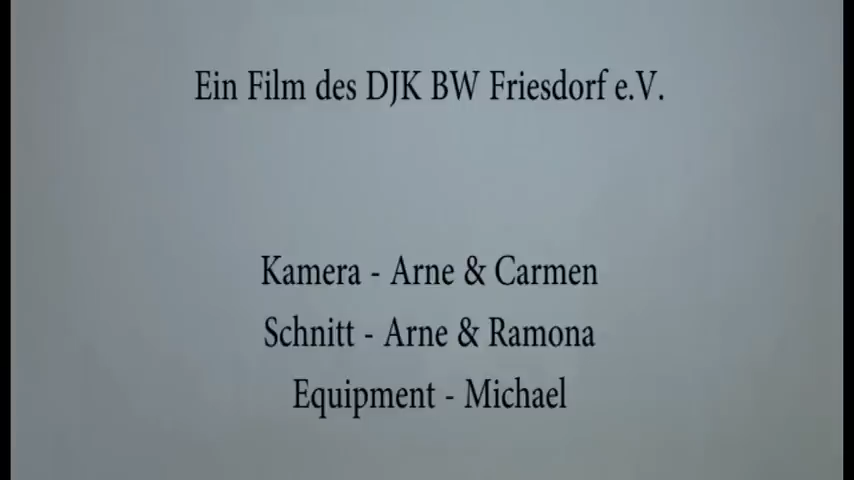 Ein Film des DJK BW Friesdorf e.V.
Kamera - Arne & Carmen
Schnitt - Arne & Ramona
Equipment - Michael